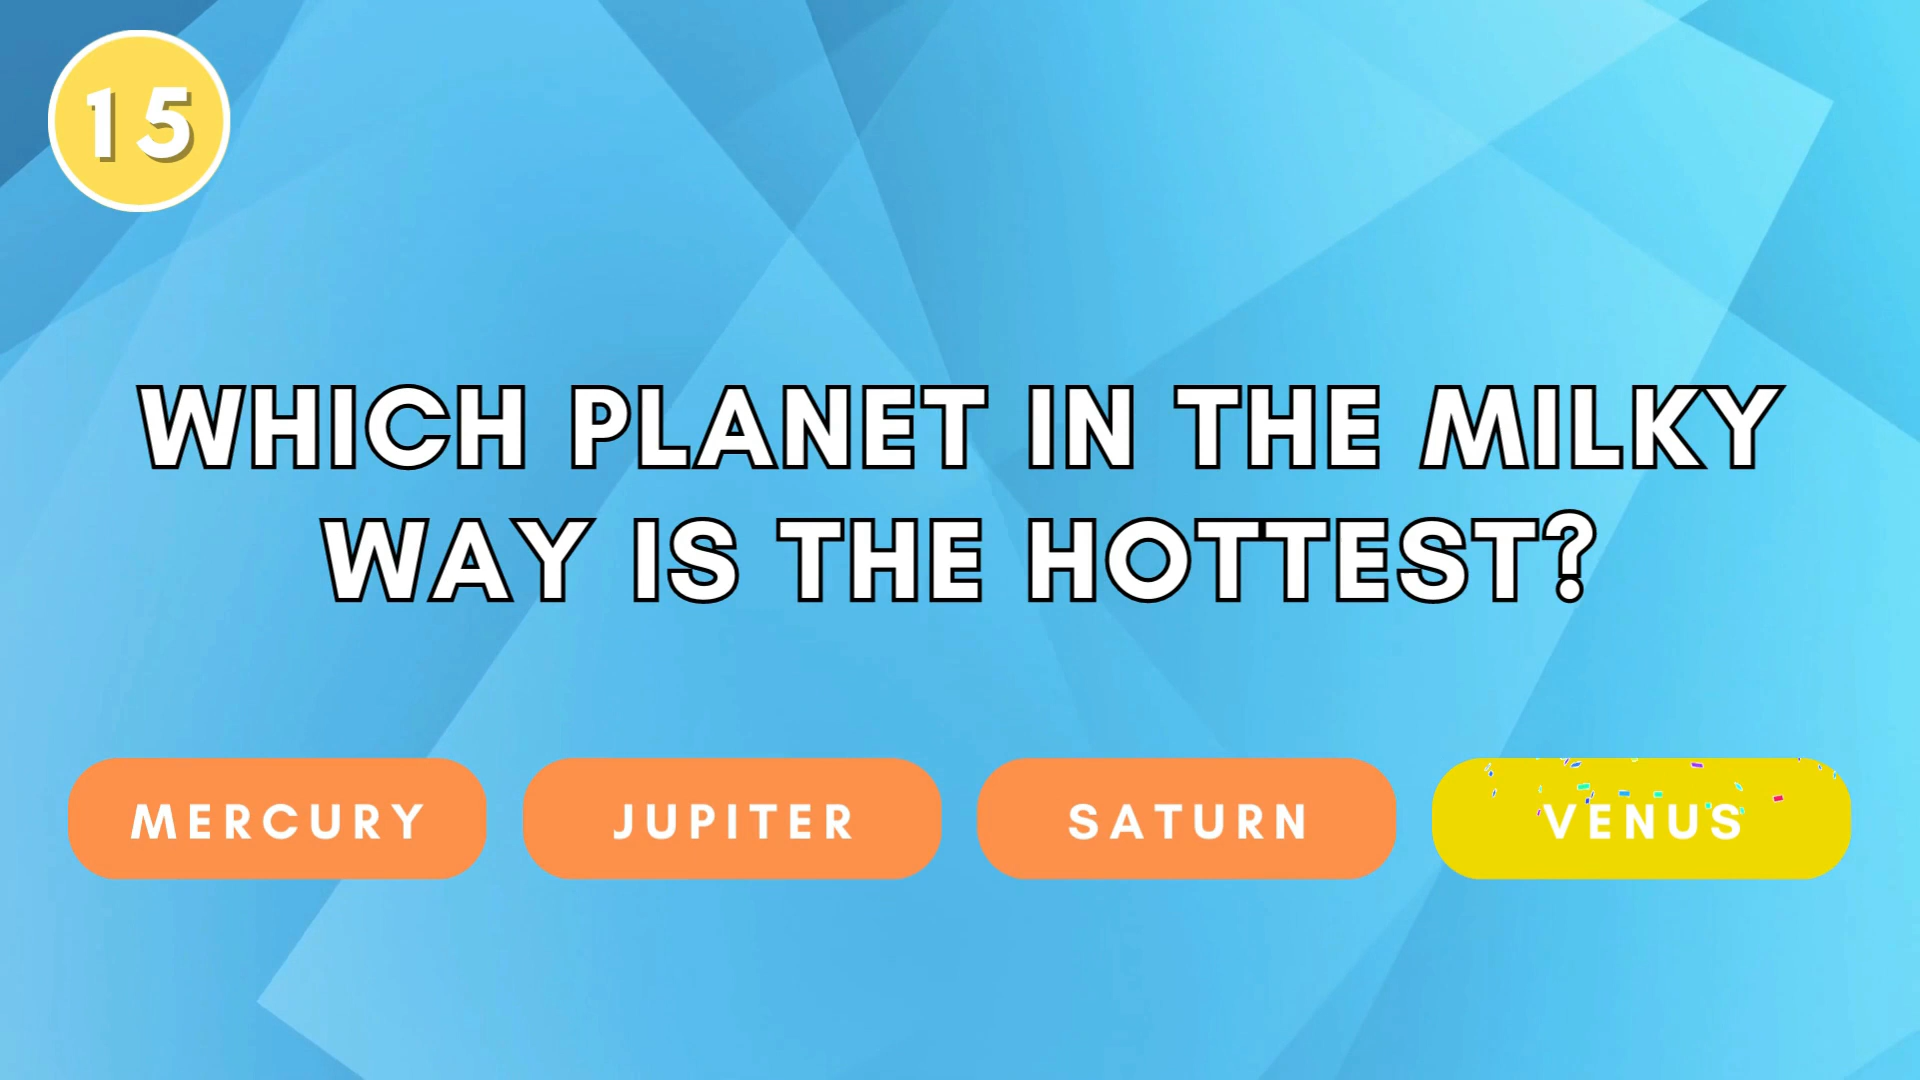 15
WHICH PLANET IN THE MILKY
WAY IS THE HOTTEST?
MERCURY
JUPITER
SATURN
VENUS